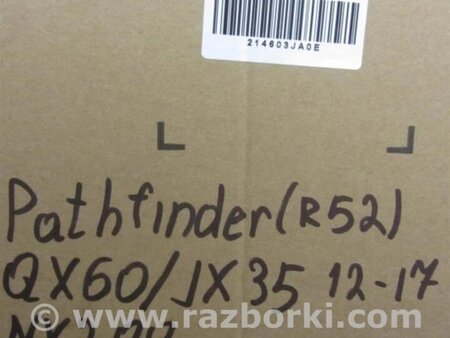 214603JA0E
Pathfinder(R52)
QX60/JX35 12-17
www.razborki.com